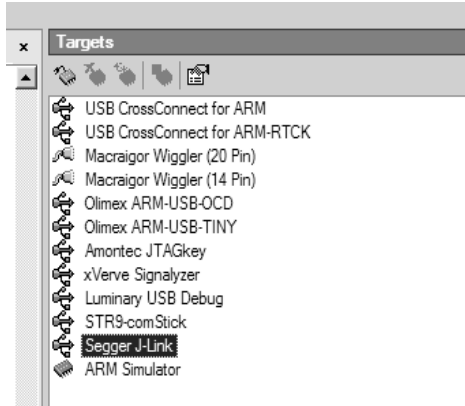 Targets
USB CrossConnect for ARM
USB CrossConnect for ARM-RTCK
Macraigor Wiggler (20 Pin)
Macraigor Wiggler (14 Pin)
Olimex ARM-USB-OCD
Olimex ARM-USB-TINY
Amontec JTAGkey
xVerve Signalyzer
Luminary USB Debug
STR9-comStick
Segger J-Link
ARM Simulator